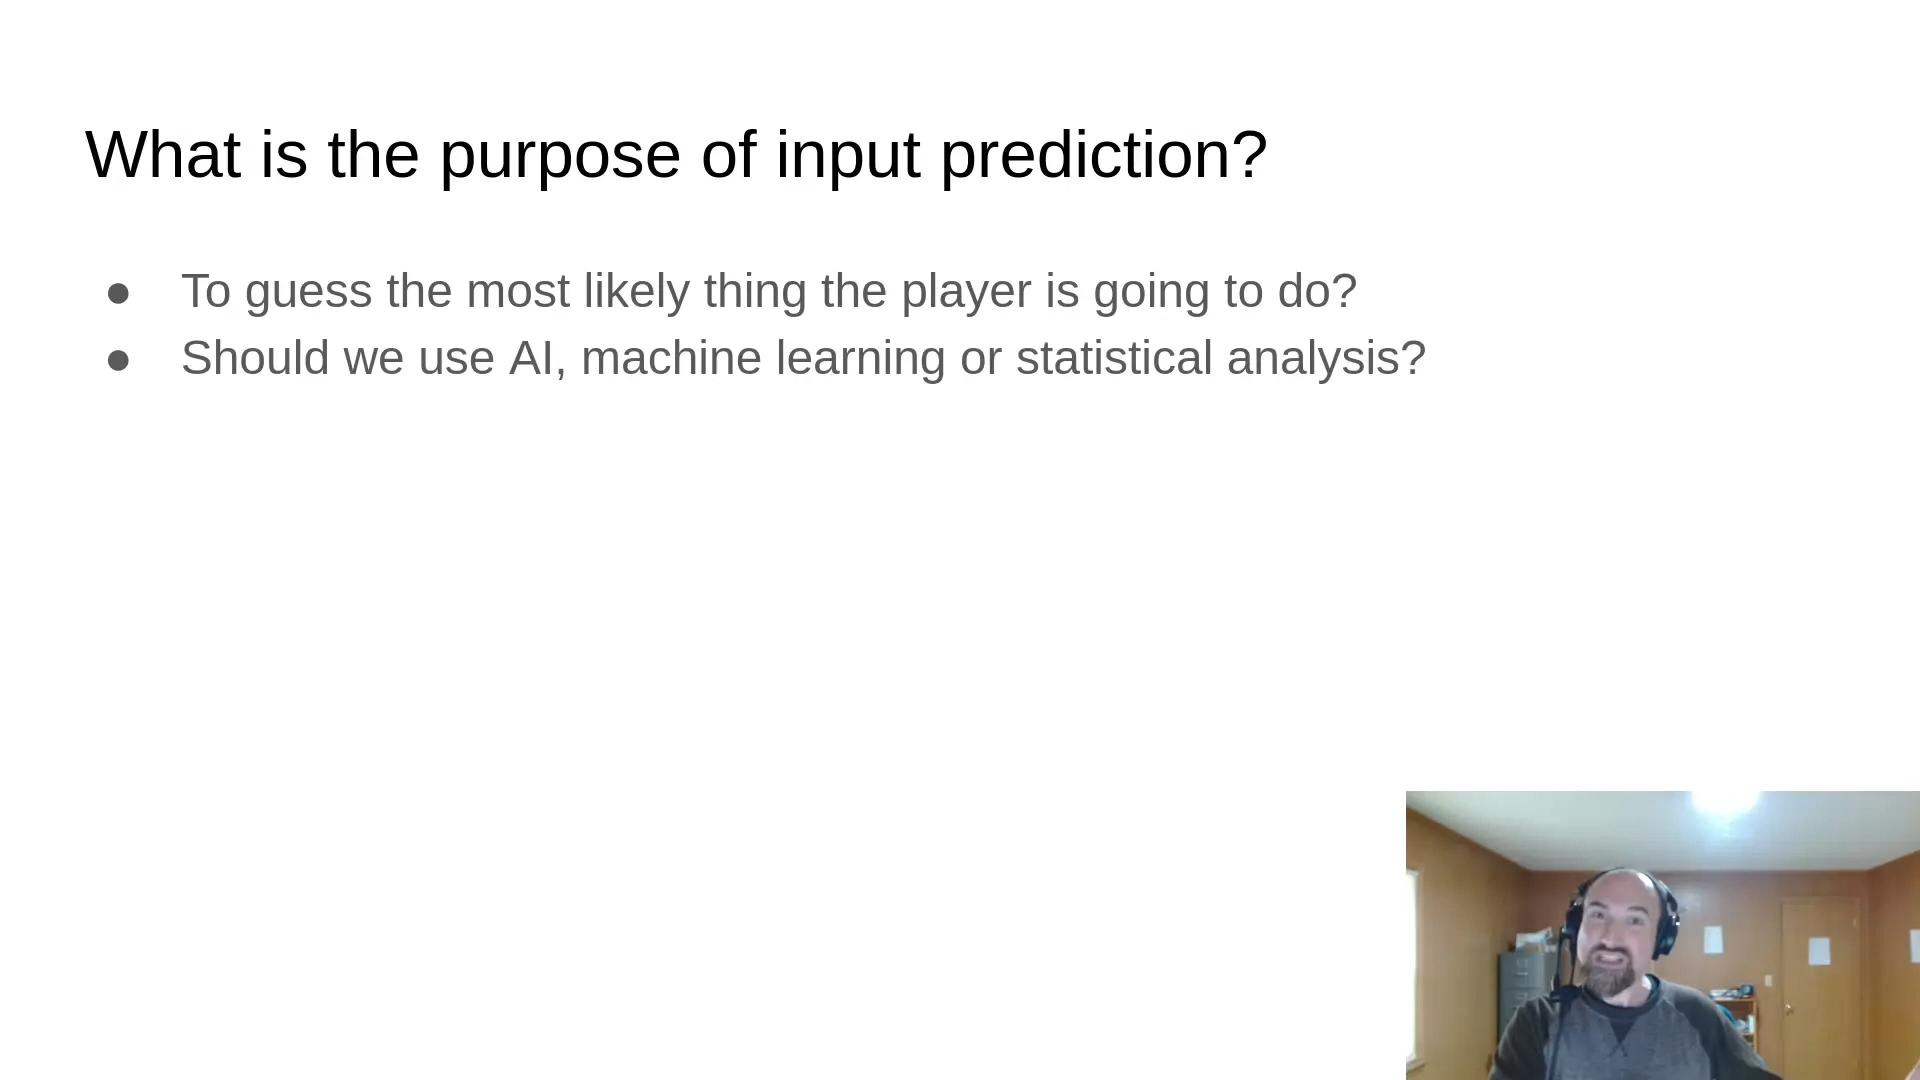 What is the purpose of input prediction?
● To guess the most likely thing the player is going to do?
● Should we use AI, machine learning or statistical analysis?